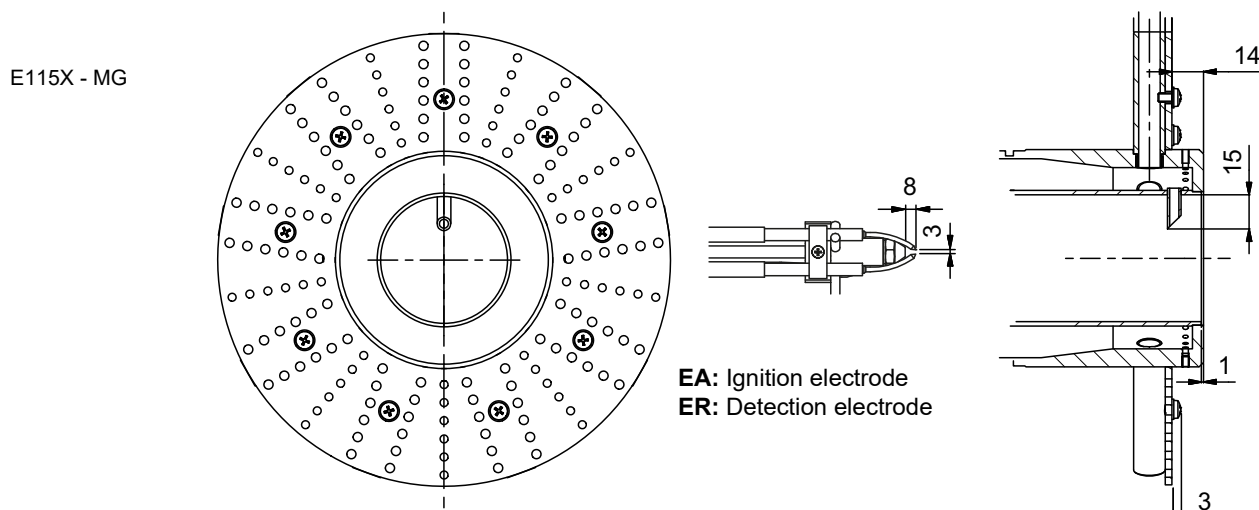 E115X - MG
14
15
8
3
EA: Ignition electrode
ER: Detection electrode
1
3